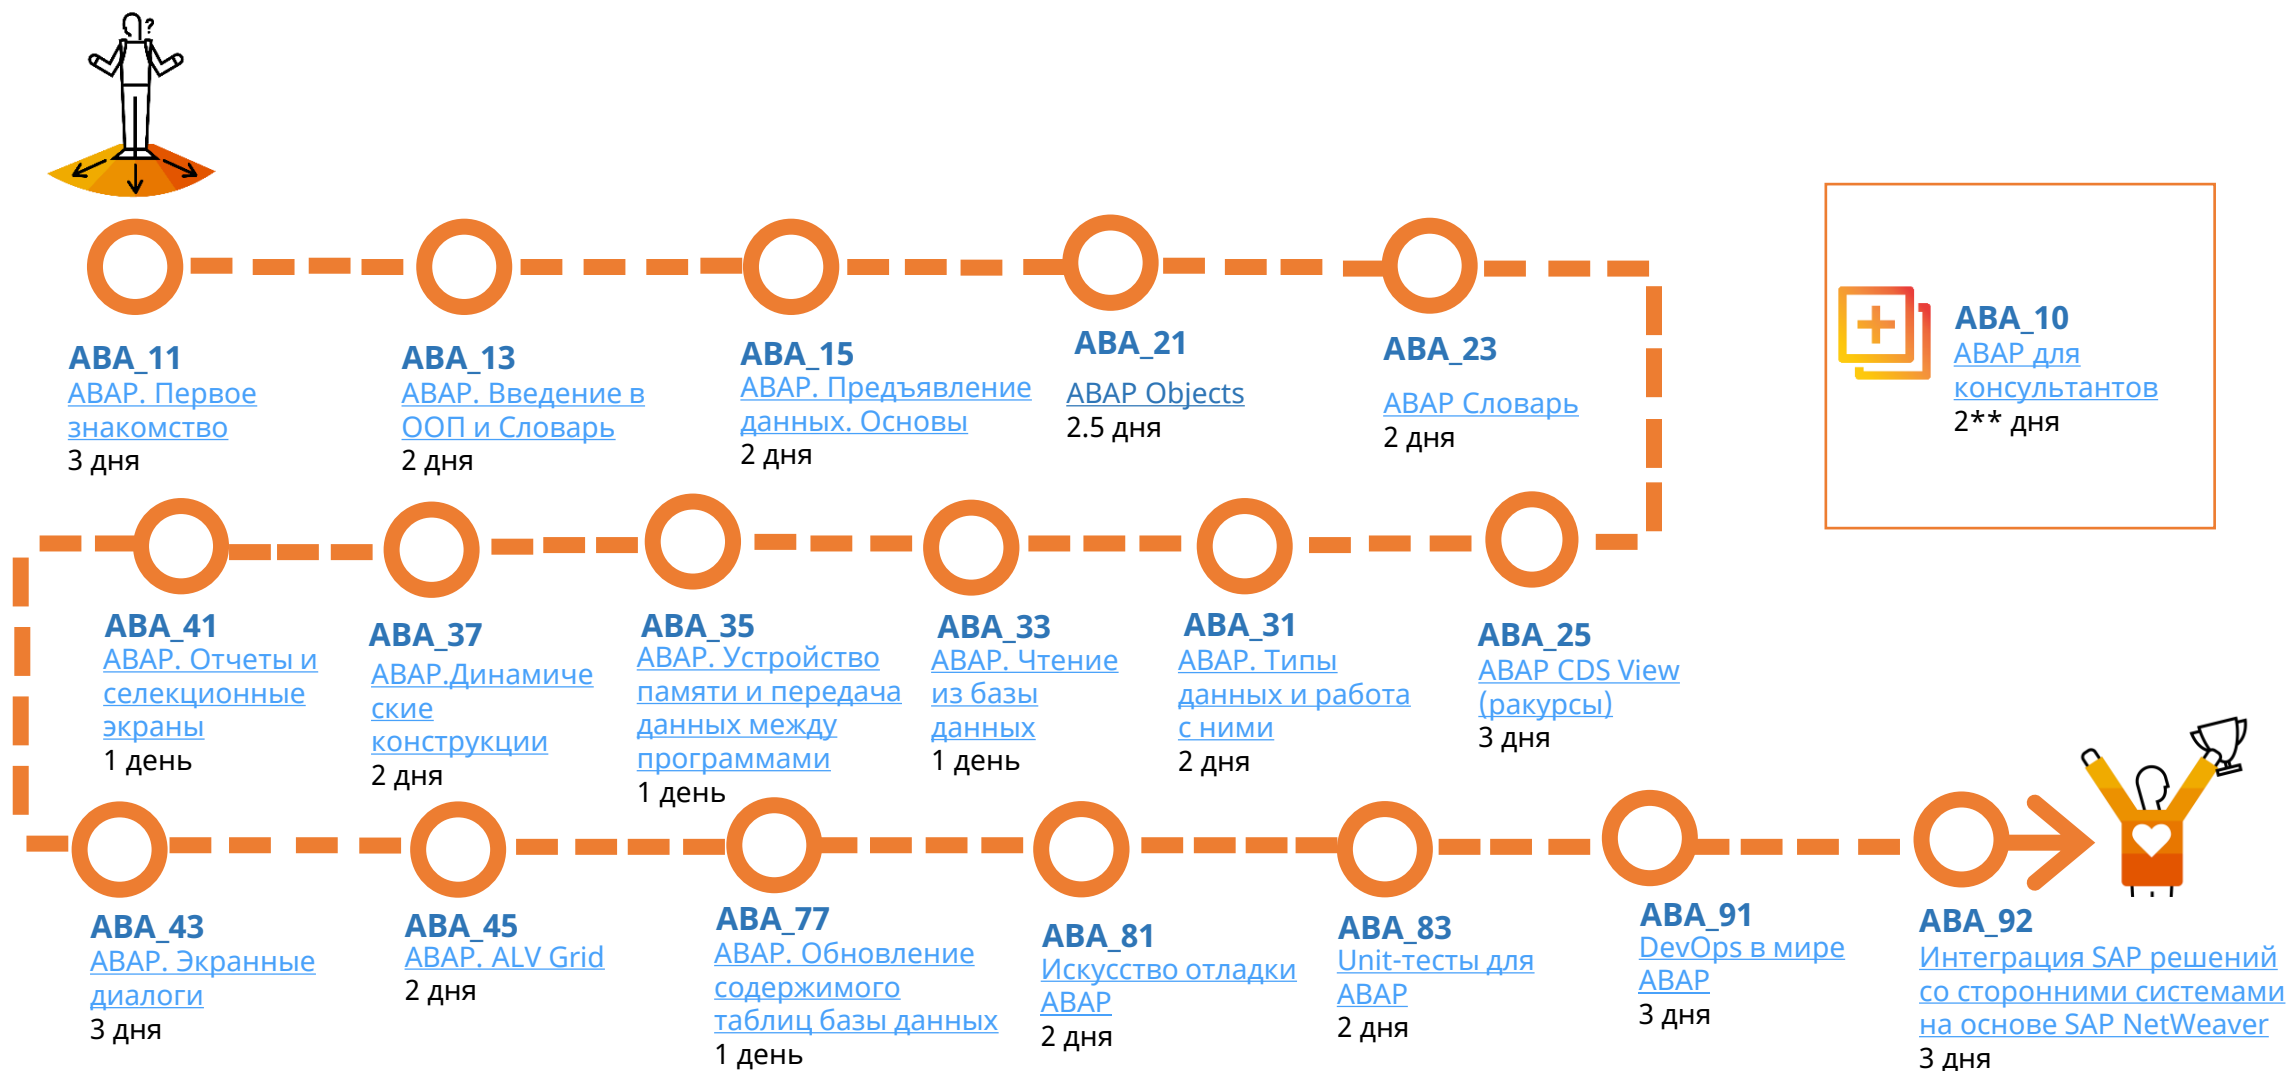 ?
ABA_11
ABAP. Первое
знакомство
3 дня
ABA_13
ABAP. Введение в
ООП и Словарь
2 дня
ABA_15
ABAP. Предъявление
данных. Основы
2 дня
ABA_21
ABAP Objects
2.5 дня
ABA_23
ABAP Словарь
2 дня
ABA_10
ABAP для
консультантов
2** дня
ABA_41
ABAP. Отчеты и
селекционные
экраны
1 день
ABA_37
ABAP.Динамиче
ские
конструкции
2 дня
ABA_35
ABAP. Устройство
памяти и передача
данных между
программами
1 день
ABA_33
ABAP. Чтение
из базы
данных
1 день
ABA_31
ABAP. Типы
данных и работа
с ними
2 дня
ABA_25
ABAP CDS View
(ракурсы)
3 дня
ABA_43
ABAP. Экранные
диалоги
3 дня
ABA_45
ABAP. ALV Grid
2 дня
ABA_77
ABAP. Обновление
содержимого
таблиц базы данных
1 день
ABA_81
Искусство отладки
ABAP
2 дня
ABA_83
Unit-тесты для
ABAP
2 дня
ABA_91
DevOps в мире
ABAP
3 дня
ABA_92
Интеграция SAP решений
со сторонними системами
на основе SAP NetWeaver
3 дня